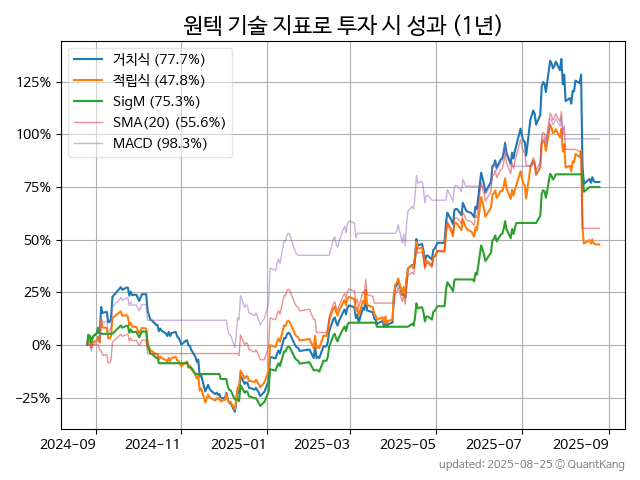 원텍 기술 지표로 투자 시 성과 (1년)
거치식 (77.7%)
적립식 (47.8%)
SigM (75.3%)
SMA(20) (55.6%)
MACD (98.3%)
125%
100%
75%
50%
25%
0%
−25%
2024-09 2024-11 2025-01 2025-03 2025-05 2025-07 2025-09
updated: 2025-08-25 © QuantKang